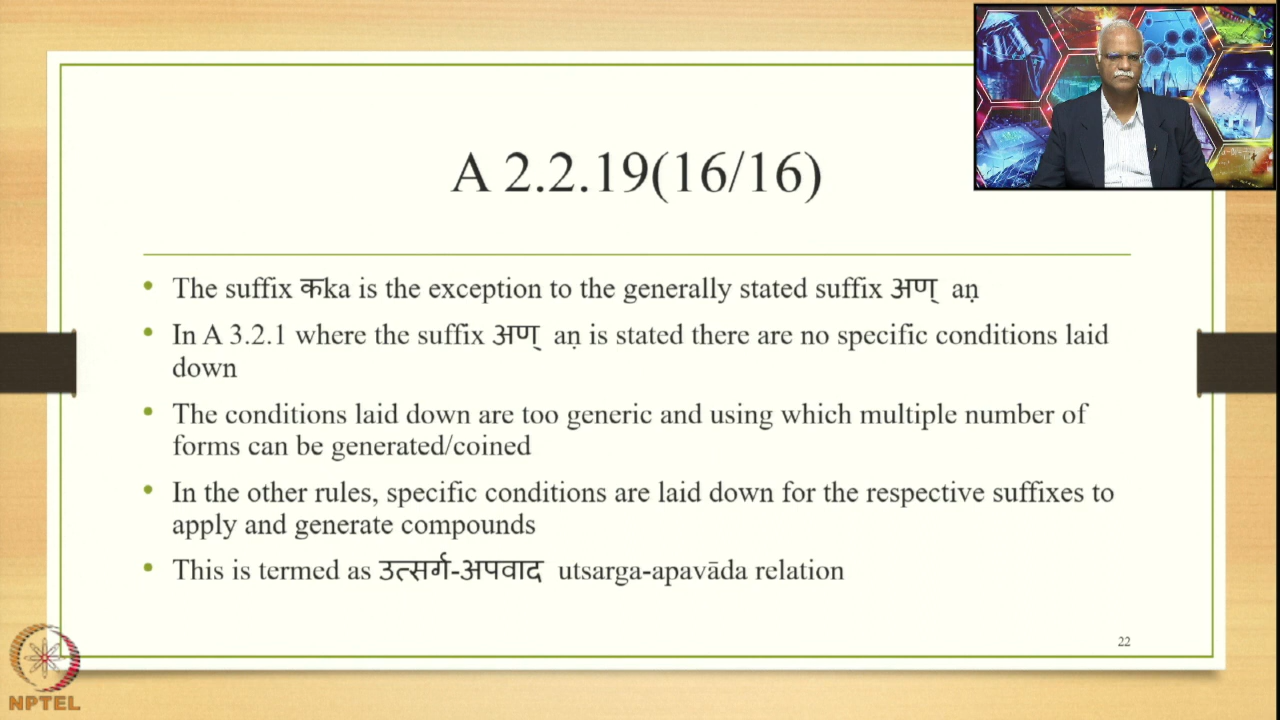 A 2.2.19(16/16)
• The suffix कka is the exception to the generally stated suffix अण् aṇ
• In A 3.2.1 where the suffix अण् aṇ is stated there are no specific conditions laid
down
• The conditions laid down are too generic and using which multiple number of
forms can be generated/coined
• In the other rules, specific conditions are laid down for the respective suffixes to
apply and generate compounds
• This is termed as उत्सर्ग-अपवाद utsarga-apavāda relation
22
NPTEL